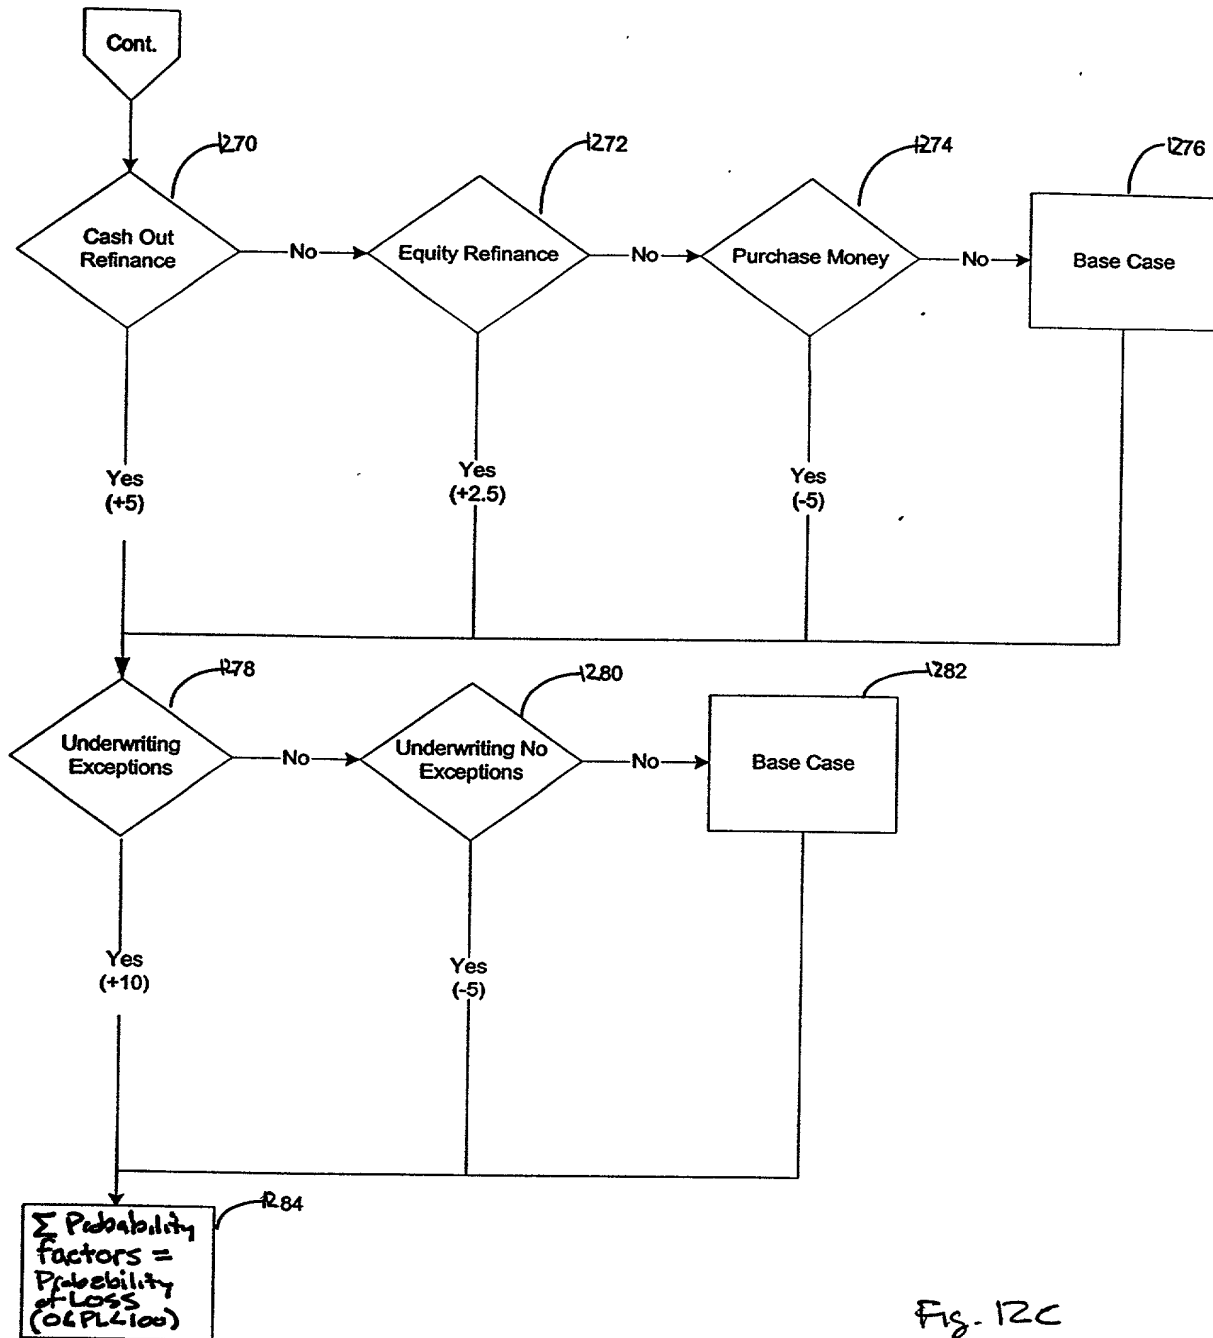 Cont.
1270
1272
1274
1276
Cash Out
Refinance
No
Equity Refinance
No
Purchase Money
No
Base Case
Yes
(+5)
Yes
(+2.5)
Yes
(-5)
1278
1280
1282
Underwriting
Exceptions
No
Underwriting No
Exceptions
No
Base Case
Yes
(+10)
Yes
(-5)
1284
Σ Probability
factors =
Probability
of Loss
(0<PL<100)
Fig. 12C